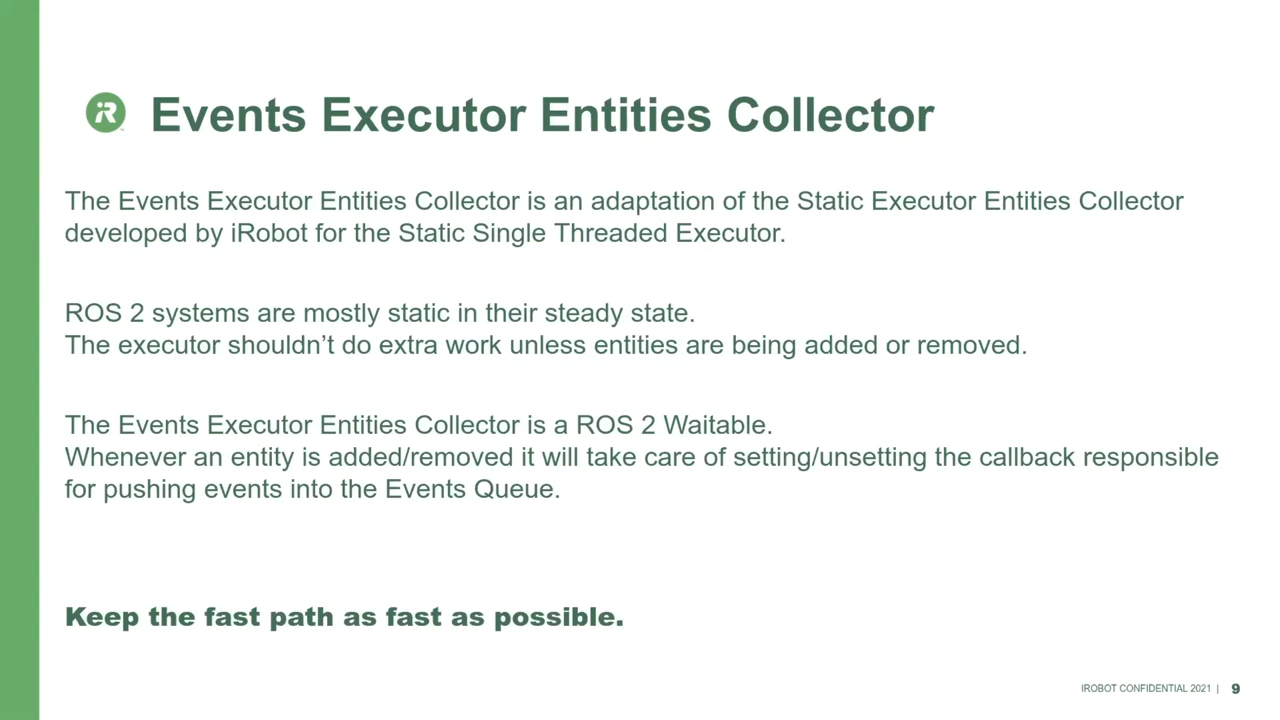 iR
Events Executor Entities Collector
The Events Executor Entities Collector is an adaptation of the Static Executor Entities Collector
developed by iRobot for the Static Single Threaded Executor.
ROS 2 systems are mostly static in their steady state.
The executor shouldn’t do extra work unless entities are being added or removed.
The Events Executor Entities Collector is a ROS 2 Waitable.
Whenever an entity is added/removed it will take care of setting/unsetting the callback responsible
for pushing events into the Events Queue.
Keep the fast path as fast as possible.
IROBOT CONFIDENTIAL 2021 | 9